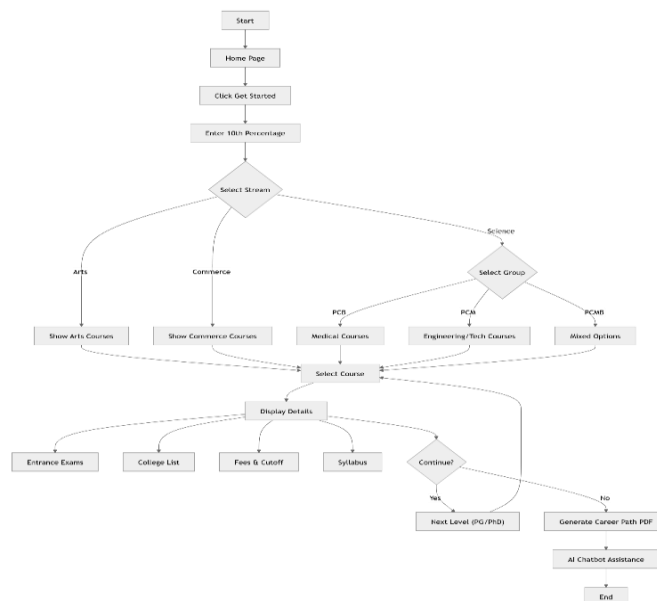 Start
Home Page
Click Get Started
Enter 10th Percentage
Select Stream
Science
Arts
Commerce
Select Group
PCB
PCM
PCMB
Show Arts Courses
Show Commerce Courses
Medical Courses
Engineering/Tech Courses
Mixed Options
Select Course
Display Details
Entrance Exams
College List
Fees & Cutoff
Syllabus
Continue?
Yes
No
Next Level (PG/PhD)
Generate Career Path PDF
AI Chatbot Assistance
End